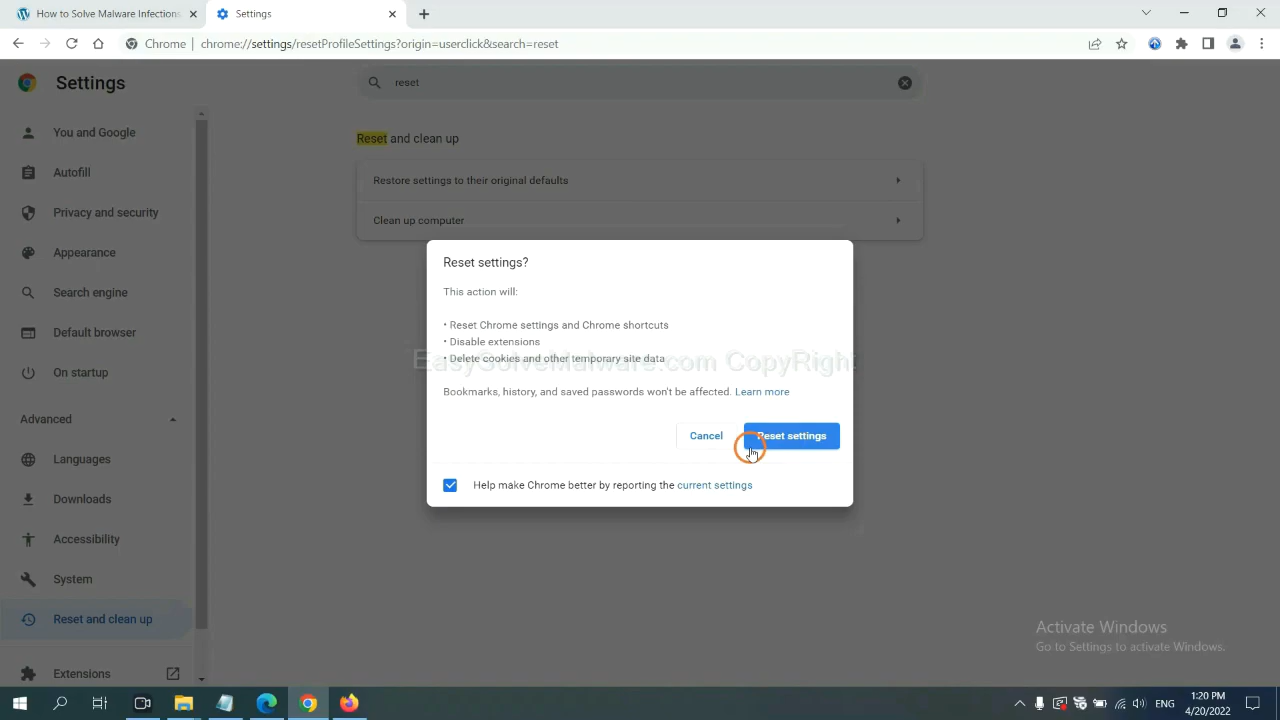 How to Solve Malware Infections
Settings
Chrome
chrome://settings/resetProfileSettings?origin=userclick&search=reset
Settings
reset
You and Google
Autofill
Privacy and security
Appearance
Search engine
Default browser
On startup
Advanced
Languages
Downloads
Accessibility
System
Reset and clean up
Extensions
Reset and clean up
Restore settings to their original defaults
Clean up computer
Reset settings?
This action will:
• Reset Chrome settings and Chrome shortcuts
• Disable extensions
• Delete cookies and other temporary site data
EasySolveMalware.com CopyRight
Bookmarks, history, and saved passwords won't be affected. Learn more
Cancel
Reset settings
Help make Chrome better by reporting the current settings
Activate Windows
Go to Settings to activate Windows.
ENG
1:20 PM
4/20/2022